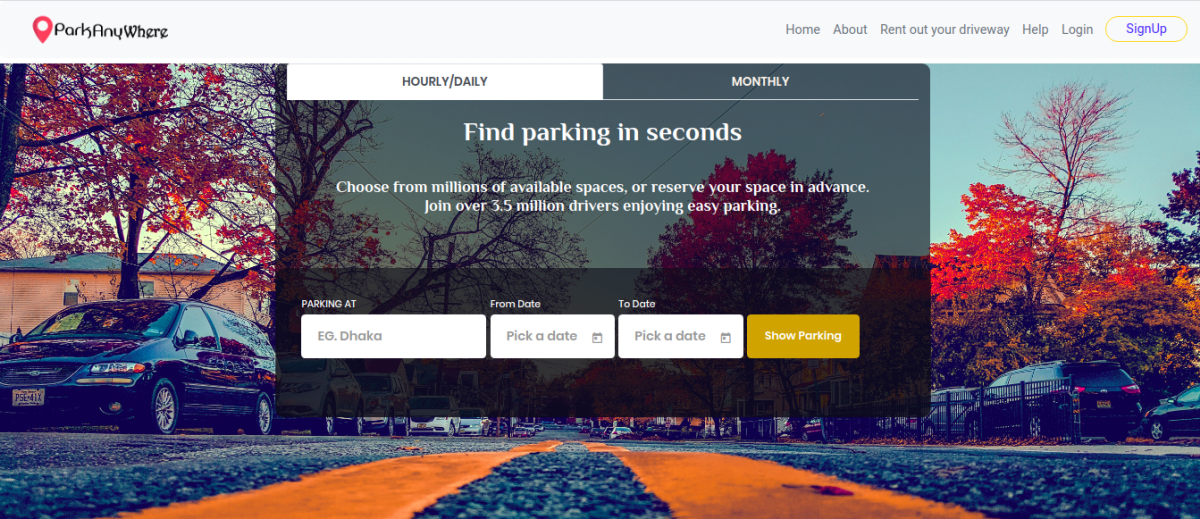 ParkAnyWhere
Home About Rent out your driveway Help Login SignUp
HOURLY/DAILY MONTHLY
Find parking in seconds
Choose from millions of available spaces, or reserve your space in advance.
Join over 3.5 million drivers enjoying easy parking.
PARKING AT From Date To Date
EG. Dhaka Pick a date Pick a date Show Parking